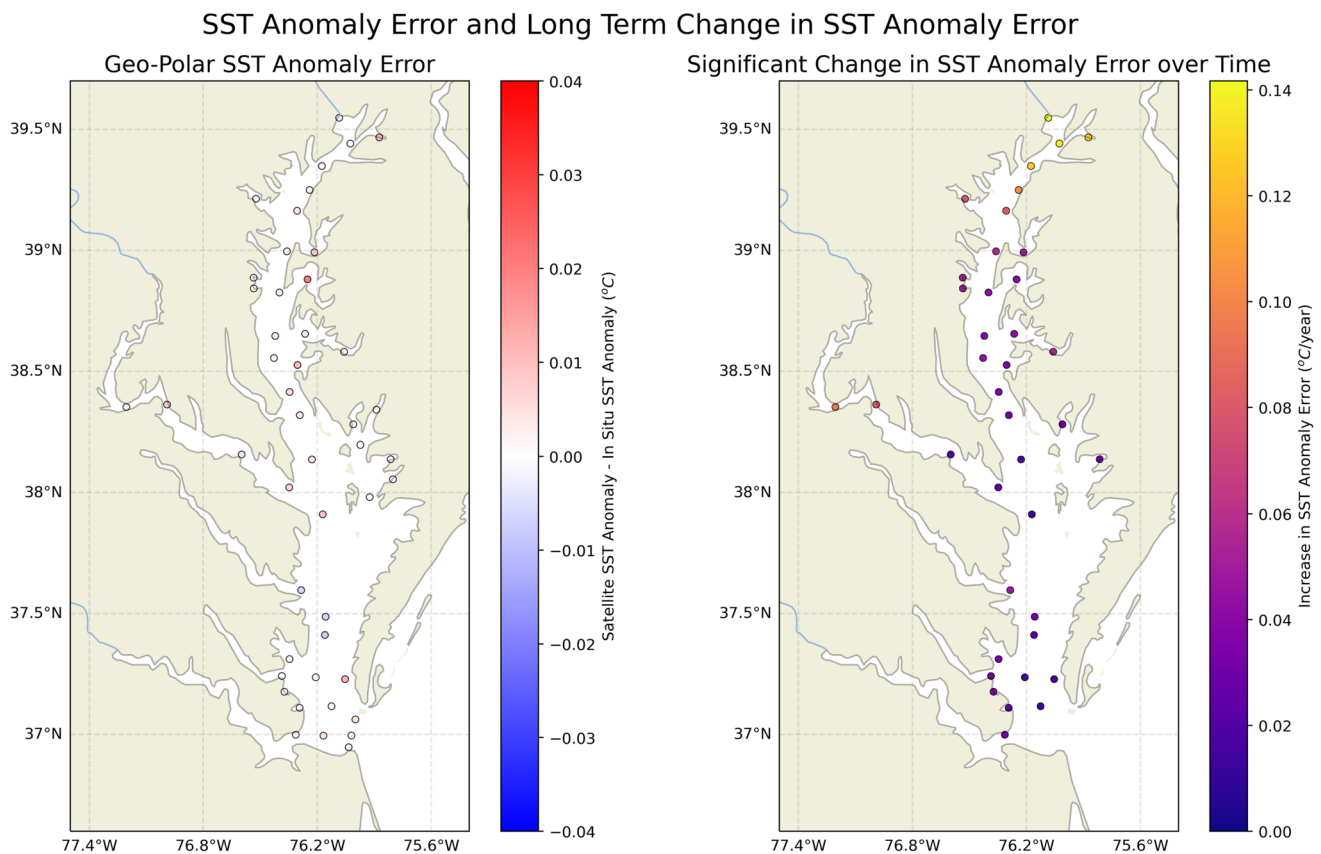 SST Anomaly Error and Long Term Change in SST Anomaly Error
Geo-Polar SST Anomaly Error
39.5°N
39°N
38.5°N
38°N
37.5°N
37°N
77.4°W
76.8°W
76.2°W
75.6°W
0.04
0.03
0.02
0.01
0.00
−0.01
−0.02
−0.03
−0.04
Satellite SST Anomaly - In Situ SST Anomaly (°C)
Significant Change in SST Anomaly Error over Time
39.5°N
39°N
38.5°N
38°N
37.5°N
37°N
77.4°W
76.8°W
76.2°W
75.6°W
0.14
0.12
0.10
0.08
0.06
0.04
0.02
0.00
Increase in SST Anomaly Error (°C/year)